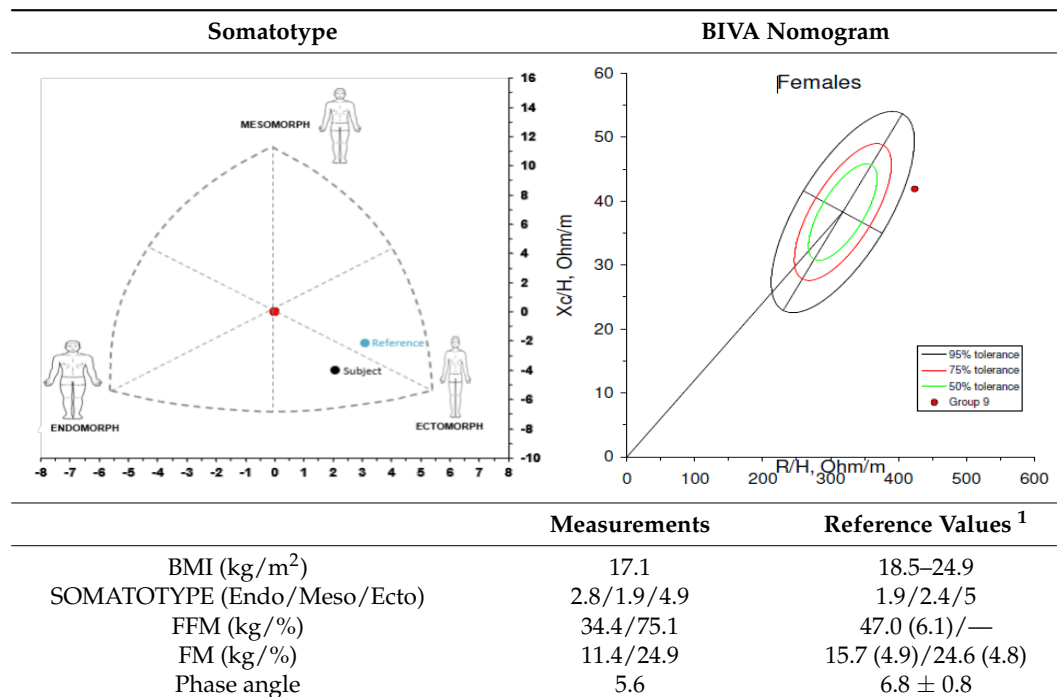 Somatotype BIVA Nomogram
16
14
12
10
8
6
4
2
0
-2
-4
-6
-8
-10
MESOMORPH
Reference
Subject
ENDOMORPH
ECTOMORPH
-8 -7 -6 -5 -4 -3 -2 -1 0 1 2 3 4 5 6 7 8
Females
Xc/H, Ohm/m
60
50
40
30
20
10
0
95% tolerance
75% tolerance
50% tolerance
Group 9
R/H, Ohm/m
0 100 200 300 400 500 600
Measurements Reference Values 1
BMI (kg/m2) 17.1 18.5–24.9
SOMATOTYPE (Endo/Meso/Ecto) 2.8/1.9/4.9 1.9/2.4/5
FFM (kg/%) 34.4/75.1 47.0 (6.1)/—
FM (kg/%) 11.4/24.9 15.7 (4.9)/24.6 (4.8)
Phase angle 5.6 6.8 ± 0.8